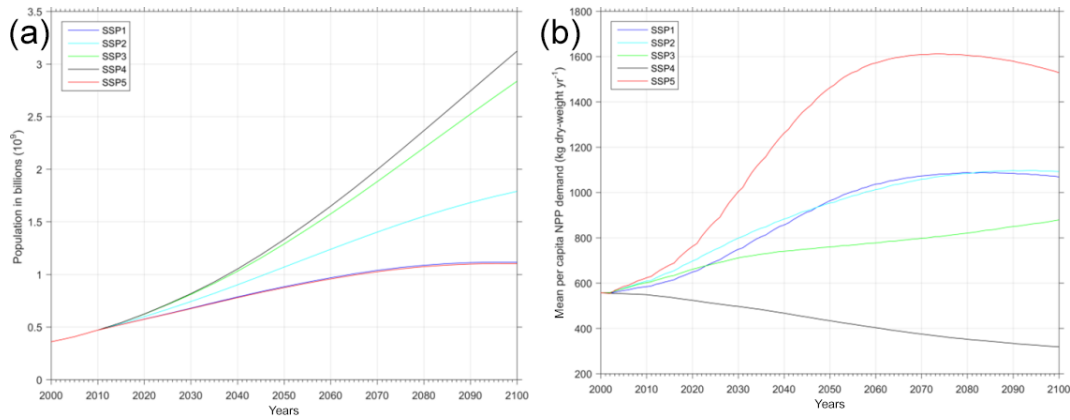 (a)
Population in billions (10⁹)
3.5
3
2.5
2
1.5
1
0.5
0
SSP1
SSP2
SSP3
SSP4
SSP5
2000 2010 2020 2030 2040 2050 2060 2070 2080 2090 2100
Years
(b)
Mean per capita NPP demand (kg dry-weight yr⁻¹)
1800
1600
1400
1200
1000
800
600
400
200
SSP1
SSP2
SSP3
SSP4
SSP5
2000 2010 2020 2030 2040 2050 2060 2070 2080 2090 2100
Years